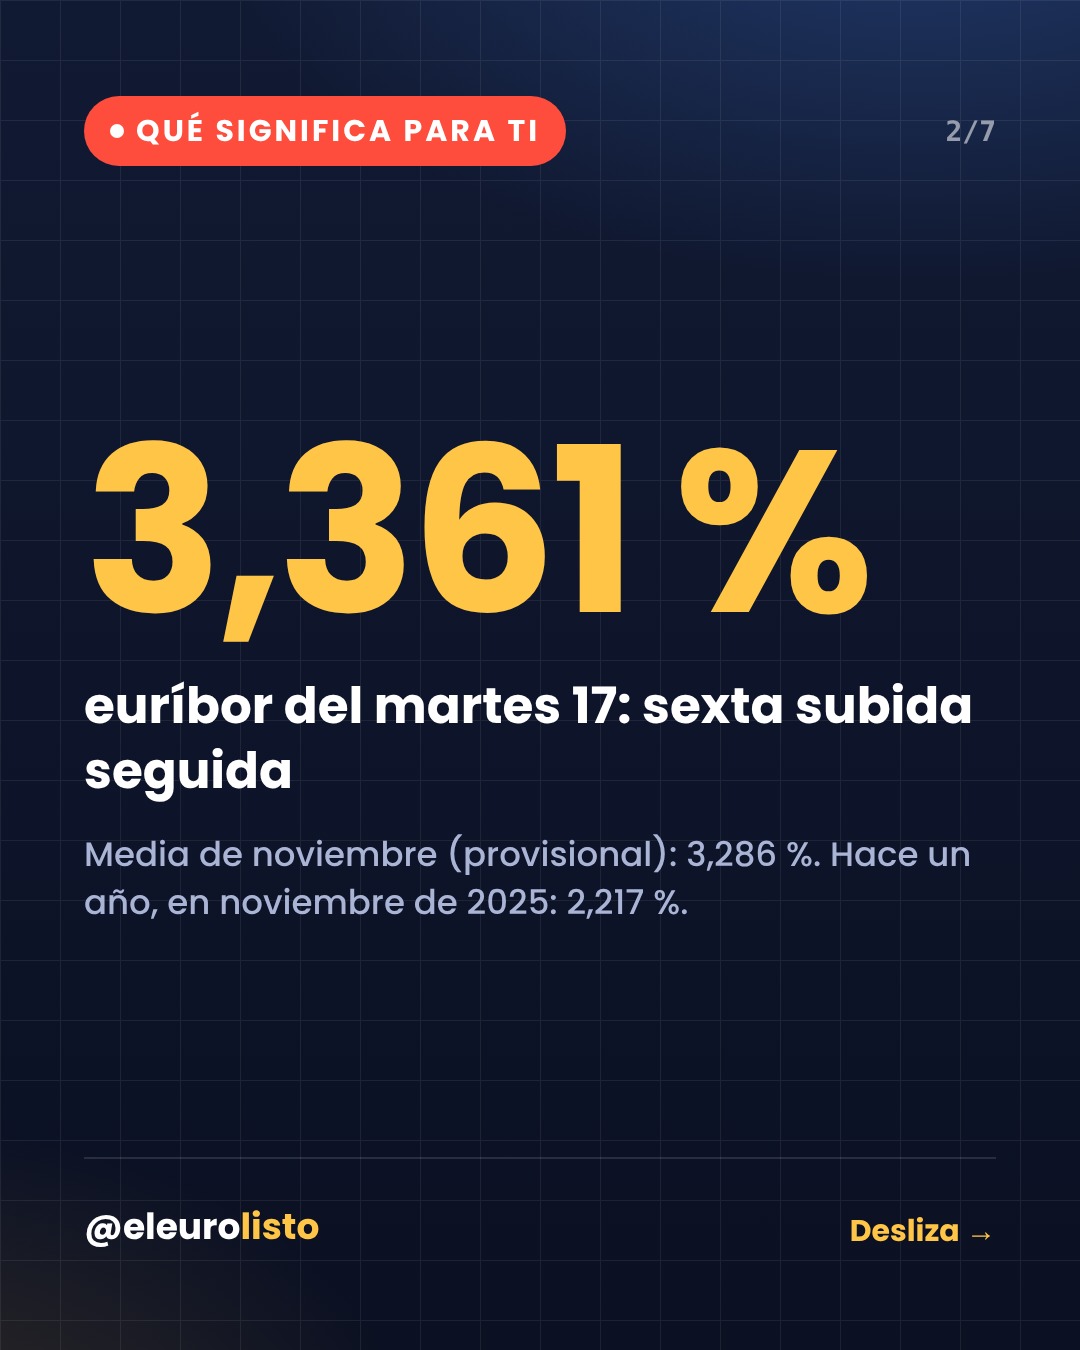 QUÉ SIGNIFICA PARA TI
2/7
3,361 %
euríbor del martes 17: sexta subida
seguida
Media de noviembre (provisional): 3,286 %. Hace un
año, en noviembre de 2025: 2,217 %.
@eleurolisto
Desliza →